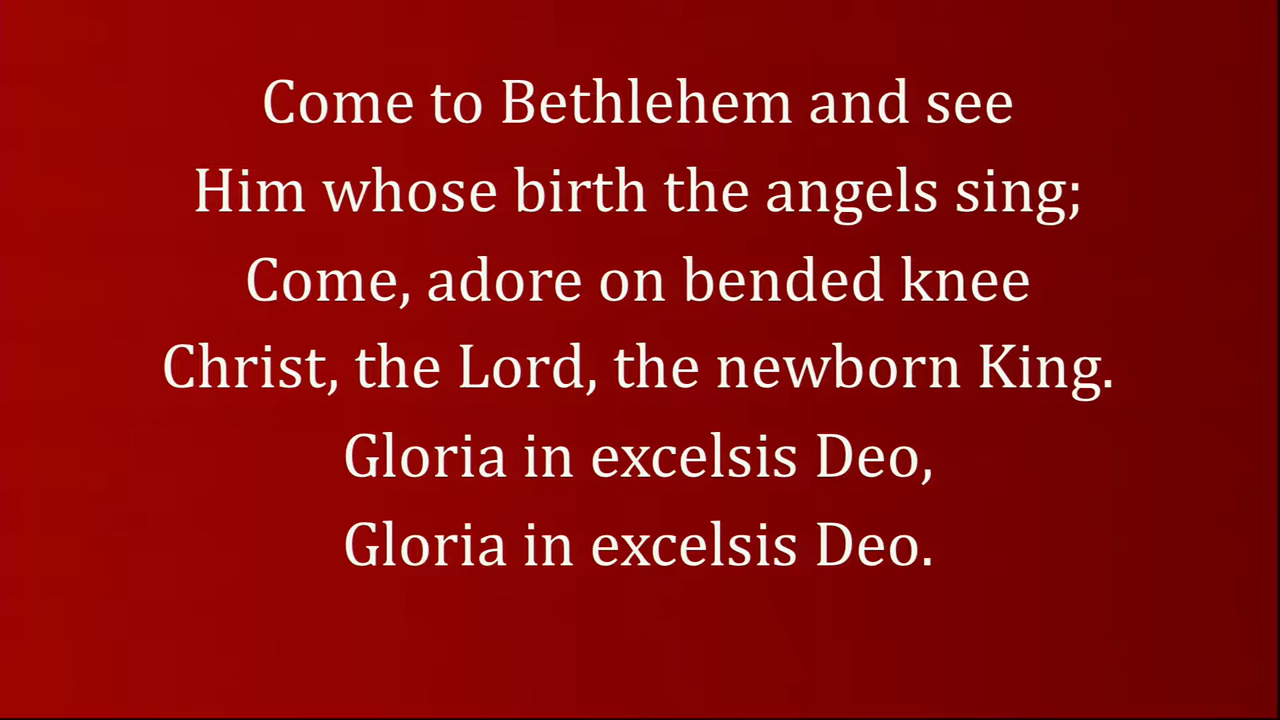 Come to Bethlehem and see
Him whose birth the angels sing;
Come, adore on bended knee
Christ, the Lord, the newborn King.
Gloria in excelsis Deo,
Gloria in excelsis Deo.